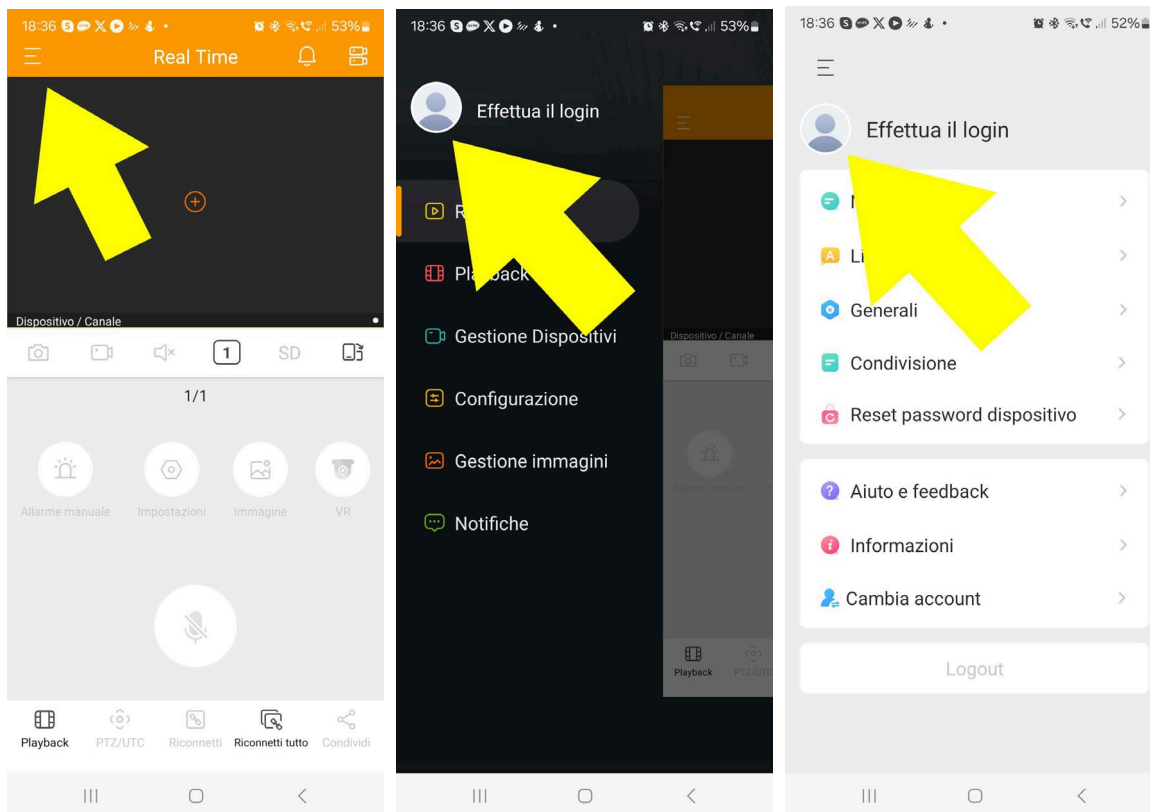 18:36
53%
Real Time
Dispositivo / Canale
1
SD
1/1
Allarme manuale
Impostazioni
Immagine
VR
Playback
PTZ/UTC
Riconnetti
Riconnetti tutto
Condividi
18:36
53%
Effettua il login
Playback
Gestione Dispositivi
Configurazione
Gestione immagini
Notifiche
Dispositivo / Canale
Playback
PTZ/UTC
18:36
52%
Effettua il login
Generali
Condivisione
Reset password dispositivo
Aiuto e feedback
Informazioni
Cambia account
Logout